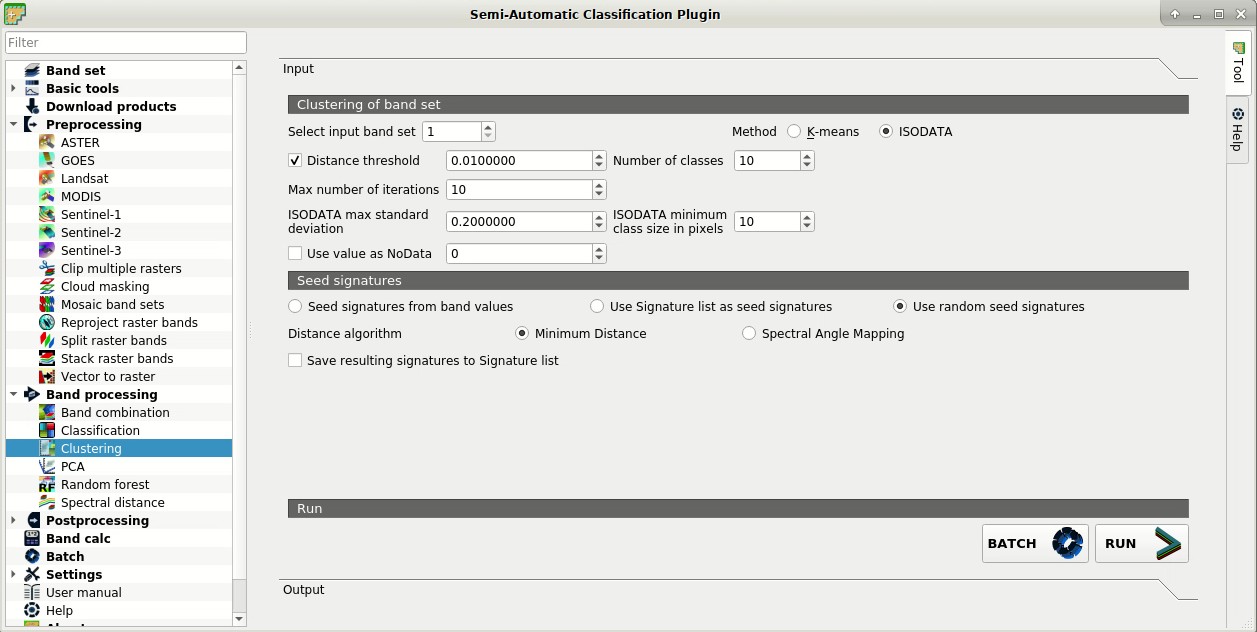 Semi-Automatic Classification Plugin
Filter
Band set
Basic tools
Download products
Preprocessing
ASTER
GOES
Landsat
MODIS
Sentinel-1
Sentinel-2
Sentinel-3
Clip multiple rasters
Cloud masking
Mosaic band sets
Reproject raster bands
Split raster bands
Stack raster bands
Vector to raster
Band processing
Band combination
Classification
Clustering
PCA
RF Random forest
Spectral distance
Postprocessing
Band calc
Batch
Settings
User manual
Help
Input
Clustering of band set
Select input band set 1 Method K-means ISODATA
Distance threshold 0.0100000 Number of classes 10
Max number of iterations 10
ISODATA max standard deviation 0.2000000 ISODATA minimum class size in pixels 10
Use value as NoData 0
Seed signatures
Seed signatures from band values Use Signature list as seed signatures Use random seed signatures
Distance algorithm Minimum Distance Spectral Angle Mapping
Save resulting signatures to Signature list
Run
BATCH RUN
Output
Tool
Help